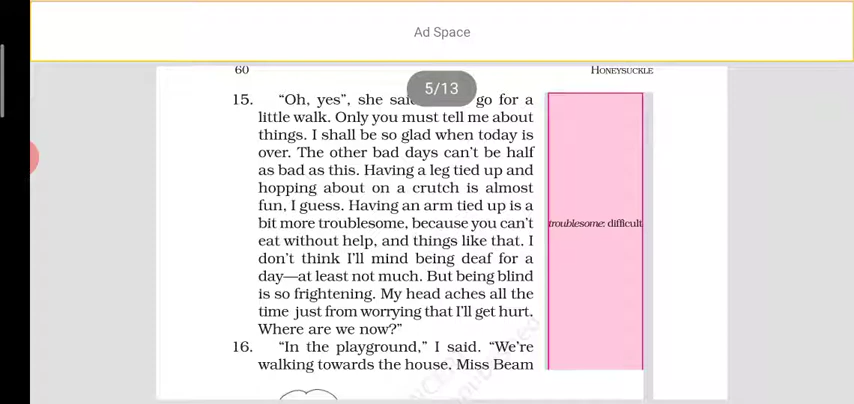 Ad Space
60 HONEYSUCKLE
5/13
15. “Oh, yes”, she go for a
little walk. Only you must tell me about
things. I shall be so glad when today is
over. The other bad days can’t be half
as bad as this. Having a leg tied up and
hopping about on a crutch is almost
fun, I guess. Having an arm tied up is a
bit more troublesome, because you can’t
eat without help, and things like that. I
don’t think I’ll mind being deaf for a
day—at least not much. But being blind
is so frightening. My head aches all the
time just from worrying that I’ll get hurt.
Where are we now?”
troublesome: difficult
16. “In the playground,” I said. “We’re
walking towards the house. Miss Beam